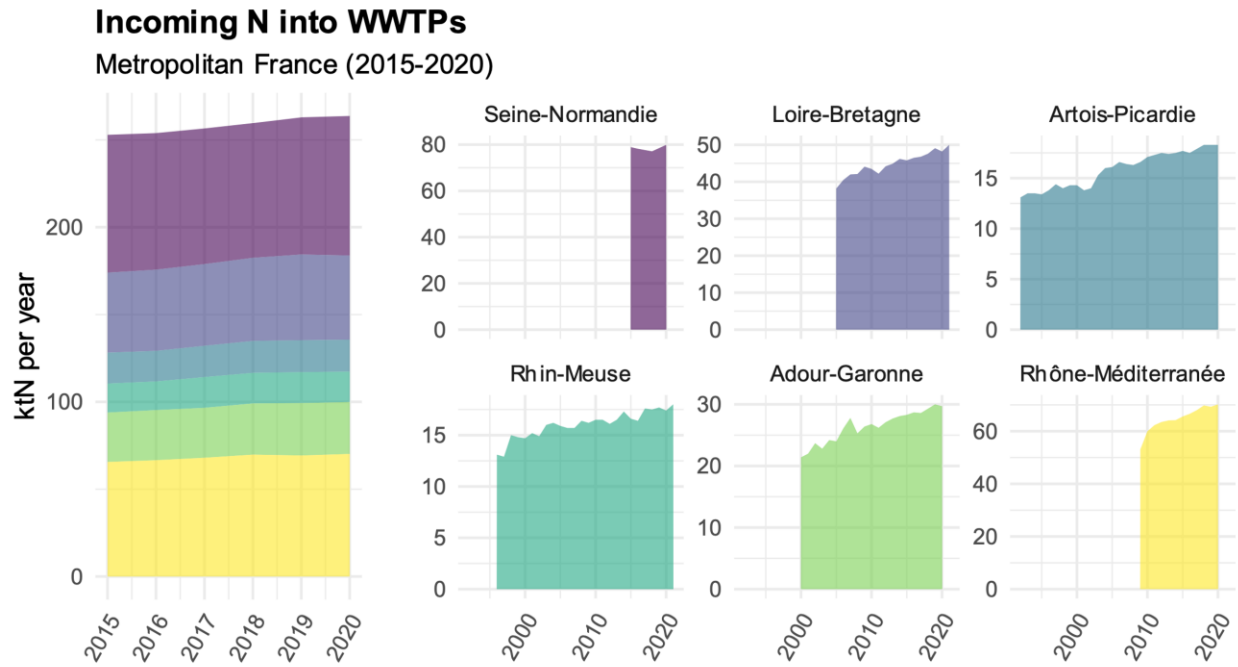 Incoming N into WWTPs
Metropolitan France (2015-2020)
ktN per year
200
100
0
2015 2016 2017 2018 2019 2020
Seine-Normandie
80
60
40
20
0
Loire-Bretagne
50
40
30
20
10
0
Artois-Picardie
15
10
5
0
Rhin-Meuse
15
10
5
0
2000 2010 2020
Adour-Garonne
30
20
10
0
2000 2010 2020
Rhône-Méditerranée
60
40
20
0
2000 2010 2020